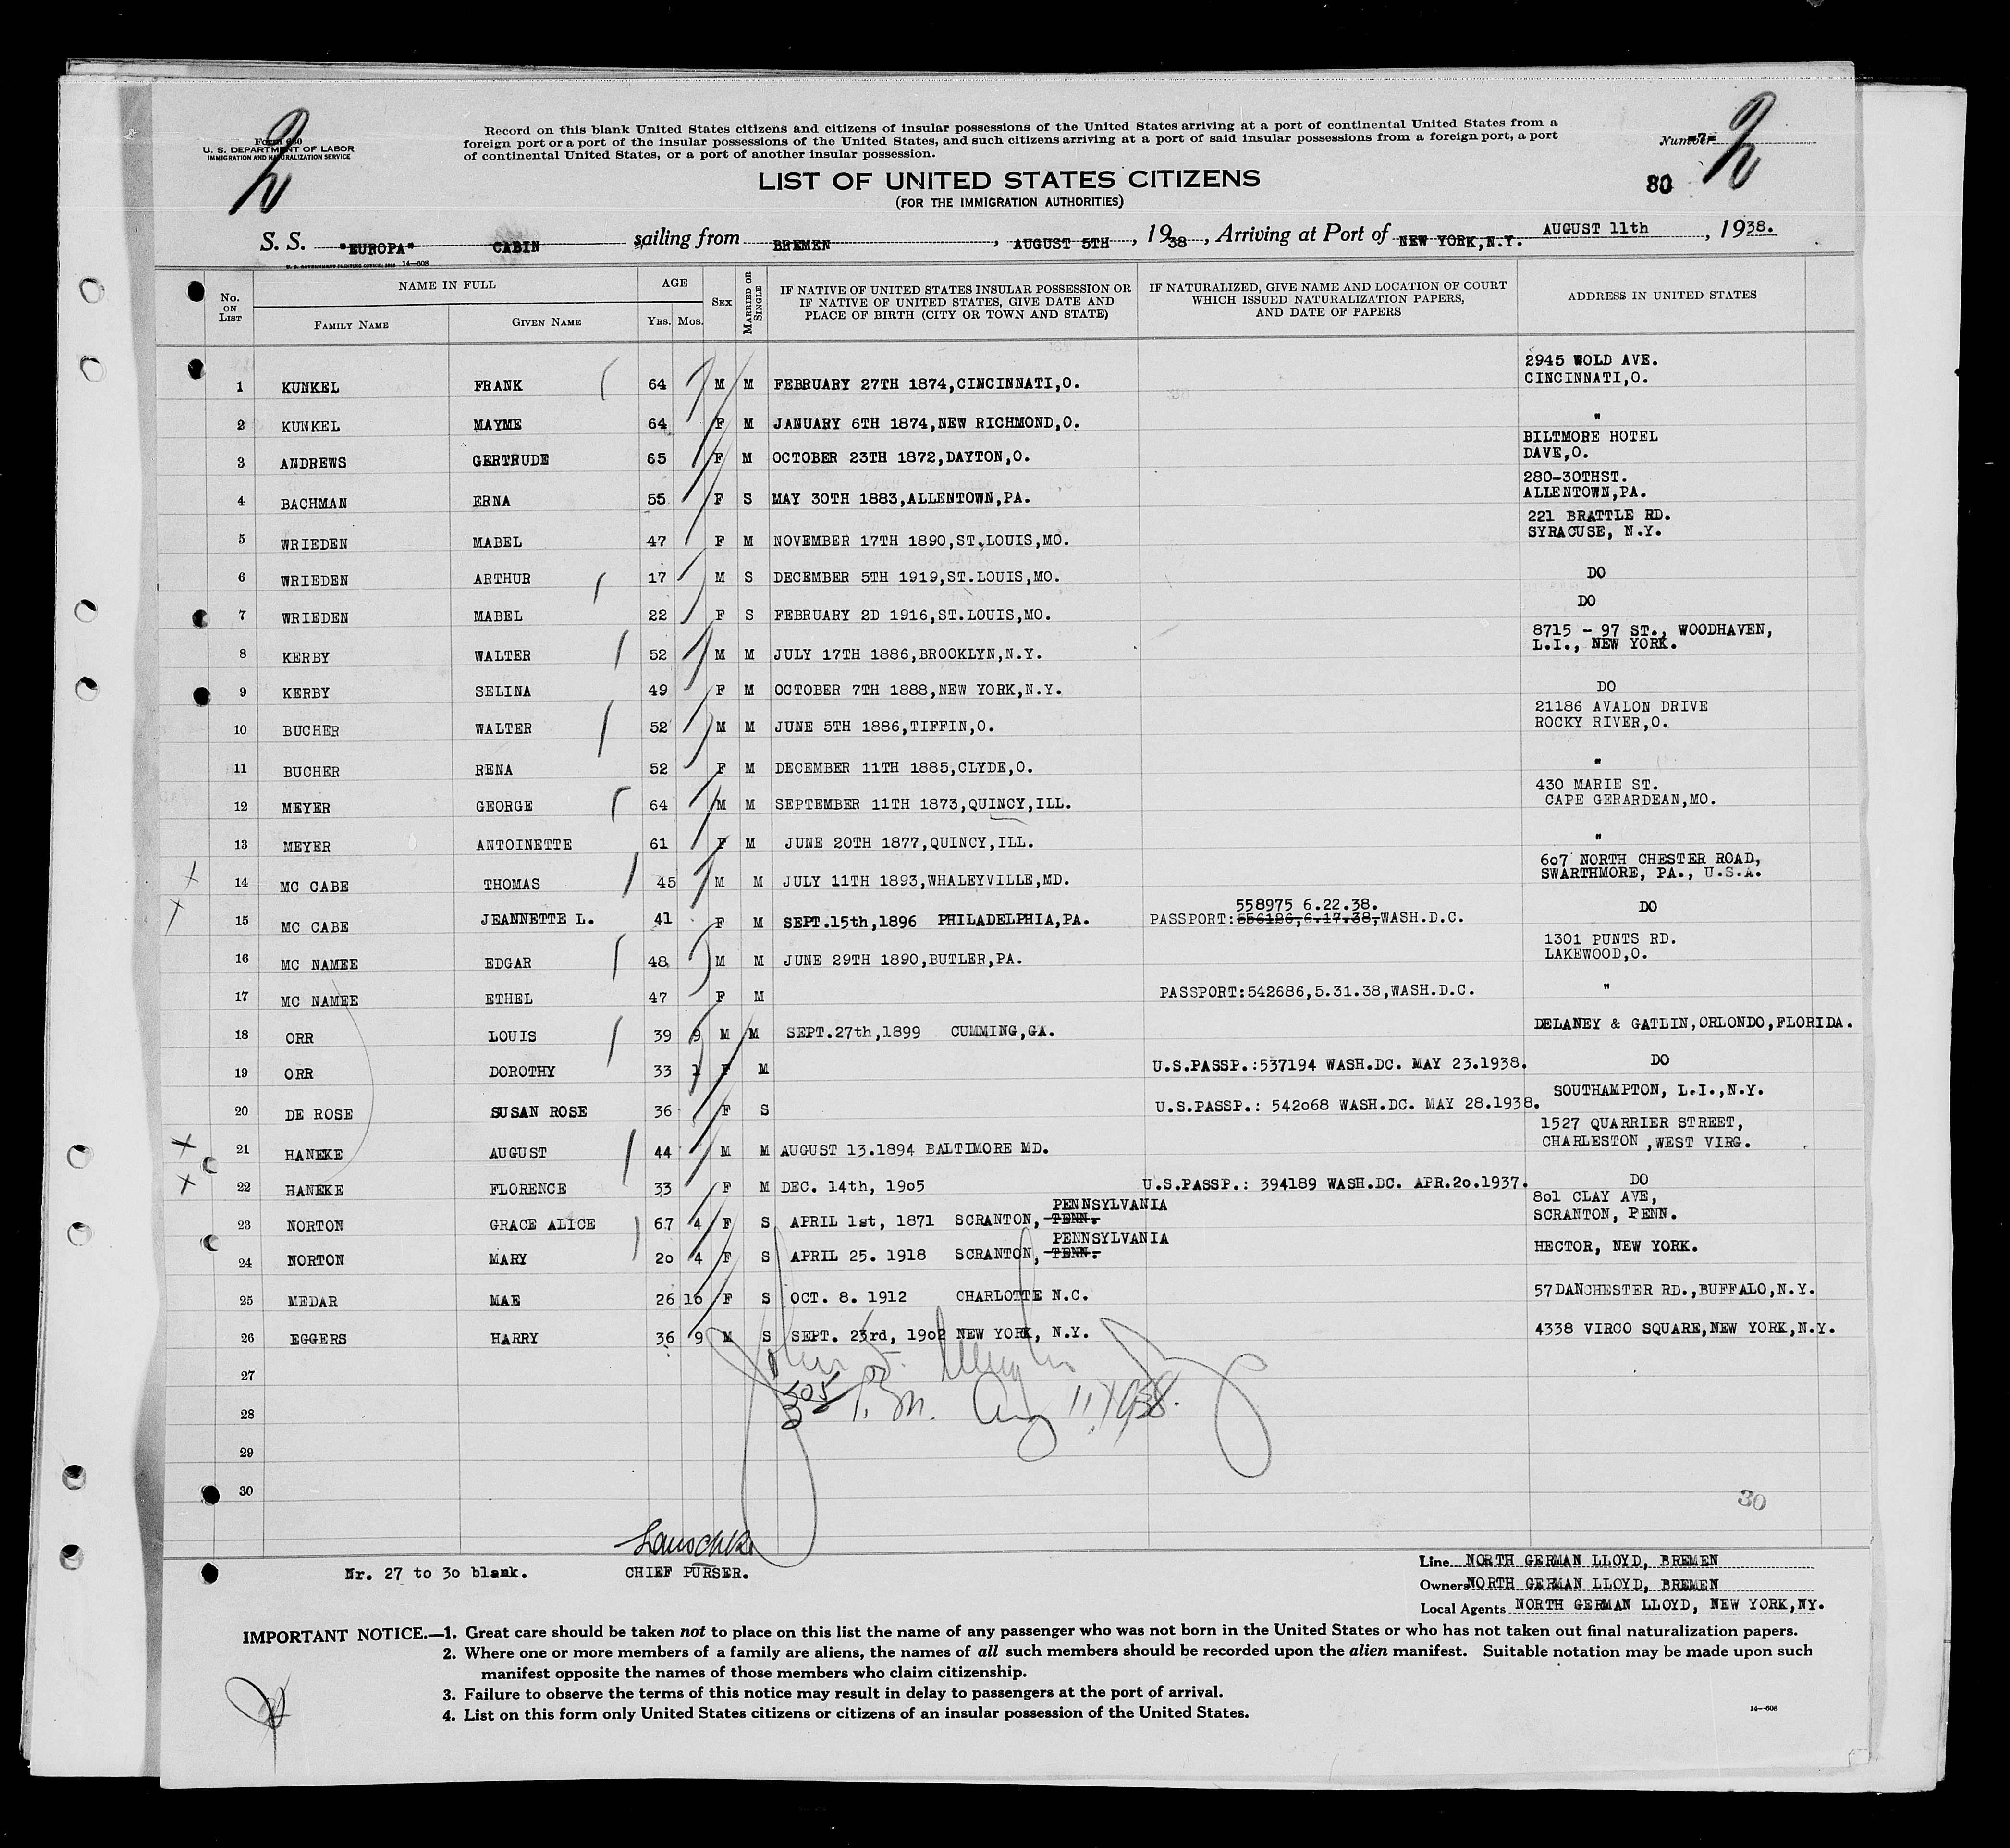 Form 630
U. S. DEPARTMENT OF LABOR
IMMIGRATION AND NATURALIZATION SERVICE
Record on this blank United States citizens and citizens of insular possessions of the United States arriving at a port of continental United States from a
foreign port or a port of the insular possessions of the United States, and such citizens arriving at a port of said insular possessions from a foreign port, a port
of continental United States, or a port of another insular possession.
Number -7-
LIST OF UNITED STATES CITIZENS
(FOR THE IMMIGRATION AUTHORITIES)
80
S. S. "EUROPA" CABIN sailing from BREMEN, AUGUST 5TH, 1938, Arriving at Port of NEW YORK,N.Y. AUGUST 11th, 1938.
14—608
No. ON LIST
NAME IN FULL
FAMILY NAME
GIVEN NAME
AGE
YRS. MOS.
SEX
MARRIED OR SINGLE
IF NATIVE OF UNITED STATES INSULAR POSSESSION OR
IF NATIVE OF UNITED STATES, GIVE DATE AND
PLACE OF BIRTH (CITY OR TOWN AND STATE)
IF NATURALIZED, GIVE NAME AND LOCATION OF COURT
WHICH ISSUED NATURALIZATION PAPERS,
AND DATE OF PAPERS
ADDRESS IN UNITED STATES
1 KUNKEL FRANK 64 M M FEBRUARY 27TH 1874,CINCINNATI,O. 2945 WOLD AVE.
CINCINNATI,O.
2 KUNKEL MAYME 64 F M JANUARY 6TH 1874,NEW RICHMOND,O. "
3 ANDREWS GERTRUDE 65 F M OCTOBER 23TH 1872,DAYTON,O. BILTMORE HOTEL
DAVE,O.
4 BACHMAN ERNA 55 F S MAY 30TH 1883,ALLENTOWN,PA. 280-30THST.
ALLENTOWN,PA.
5 WRIEDEN MABEL 47 F M NOVEMBER 17TH 1890,ST.LOUIS,MO. 221 BRATTLE RD.
SYRACUSE, N.Y.
6 WRIEDEN ARTHUR 17 M S DECEMBER 5TH 1919,ST.LOUIS,MO. DO
7 WRIEDEN MABEL 22 F S FEBRUARY 2D 1916,ST.LOUIS,MO. DO
8 KERBY WALTER 52 M M JULY 17TH 1886,BROOKLYN,N.Y. 8715 - 97 ST., WOODHAVEN,
L.I., NEW YORK.
9 KERBY SELINA 49 F M OCTOBER 7TH 1888,NEW YORK,N.Y. DO
10 BUCHER WALTER 52 M M JUNE 5TH 1886,TIFFIN,O. 21186 AVALON DRIVE
ROCKY RIVER,O.
11 BUCHER RENA 52 F M DECEMBER 11TH 1885,CLYDE,O. "
12 MEYER GEORGE 64 M M SEPTEMBER 11TH 1873,QUINCY,ILL. 430 MARIE ST.
CAPE GERARDEAN,MO.
13 MEYER ANTOINETTE 61 F M JUNE 20TH 1877,QUINCY,ILL. "
14 MC CABE THOMAS 45 M M JULY 11TH 1893,WHALEYVILLE,MD. 607 NORTH CHESTER ROAD,
SWARTHMORE, PA., U.S.A.
558975 6.22.38.
15 MC CABE JEANNETTE L. 41 F M SEPT.15th,1896 PHILADELPHIA,PA. PASSPORT:556126,6.17.38,WASH.D.C. DO
16 MC NAMEE EDGAR 48 M M JUNE 29TH 1890,BUTLER,PA. 1301 PUNTS RD.
LAKEWOOD,O.
17 MC NAMEE ETHEL 47 F M PASSPORT:542686,5.31.38,WASH.D.C. "
18 ORR LOUIS 39 9 M M SEPT.27th,1899 CUMMING,GA. DELANEY & GATLIN,ORLONDO,FLORIDA.
19 ORR DOROTHY 33 1 F M U.S.PASSP.:537194 WASH.DC. MAY 23.1938. DO
20 DE ROSE SUSAN ROSE 36 F S U.S.PASSP.: 542068 WASH.DC. MAY 28.1938. SOUTHAMPTON, L.I.,N.Y.
21 HANEKE AUGUST 44 M M AUGUST 13.1894 BALTIMORE MD. 1527 QUARRIER STREET,
CHARLESTON ,WEST VIRG.
22 HANEKE FLORENCE 33 F M DEC. 14th, 1905 U.S.PASSP.: 394189 WASH.DC. APR.20.1937. DO
PENNSYLVANIA
23 NORTON GRACE ALICE 67 4 F S APRIL 1st, 1871 SCRANTON, TENN. 801 CLAY AVE,
SCRANTON, PENN.
PENNSYLVANIA
24 NORTON MARY 20 4 F S APRIL 25. 1918 SCRANTON, TENN. HECTOR, NEW YORK.
25 MEDAR MAE 26 10 F S OCT. 8. 1912 CHARLOTTE N.C. 57DANCHESTER RD.,BUFFALO,N.Y.
26 EGGERS HARRY 36 9 M S SEPT. 23rd, 1902 NEW YORK, N.Y. 4338 VIRCO SQUARE,NEW YORK,N.Y.
27
305 P.M. Aug 11, 1938.
28
29
30
30
Nr. 27 to 30 blank.
CHIEF PURSER.
Line NORTH GERMAN LLOYD, BREMEN
Owners NORTH GERMAN LLOYD, BREMEN
Local Agents NORTH GERMAN LLOYD, NEW YORK,NY.
IMPORTANT NOTICE.—1. Great care should be taken not to place on this list the name of any passenger who was not born in the United States or who has not taken out final naturalization papers.
2. Where one or more members of a family are aliens, the names of all such members should be recorded upon the alien manifest. Suitable notation may be made upon such
manifest opposite the names of those members who claim citizenship.
3. Failure to observe the terms of this notice may result in delay to passengers at the port of arrival.
4. List on this form only United States citizens or citizens of an insular possession of the United States.
14—608